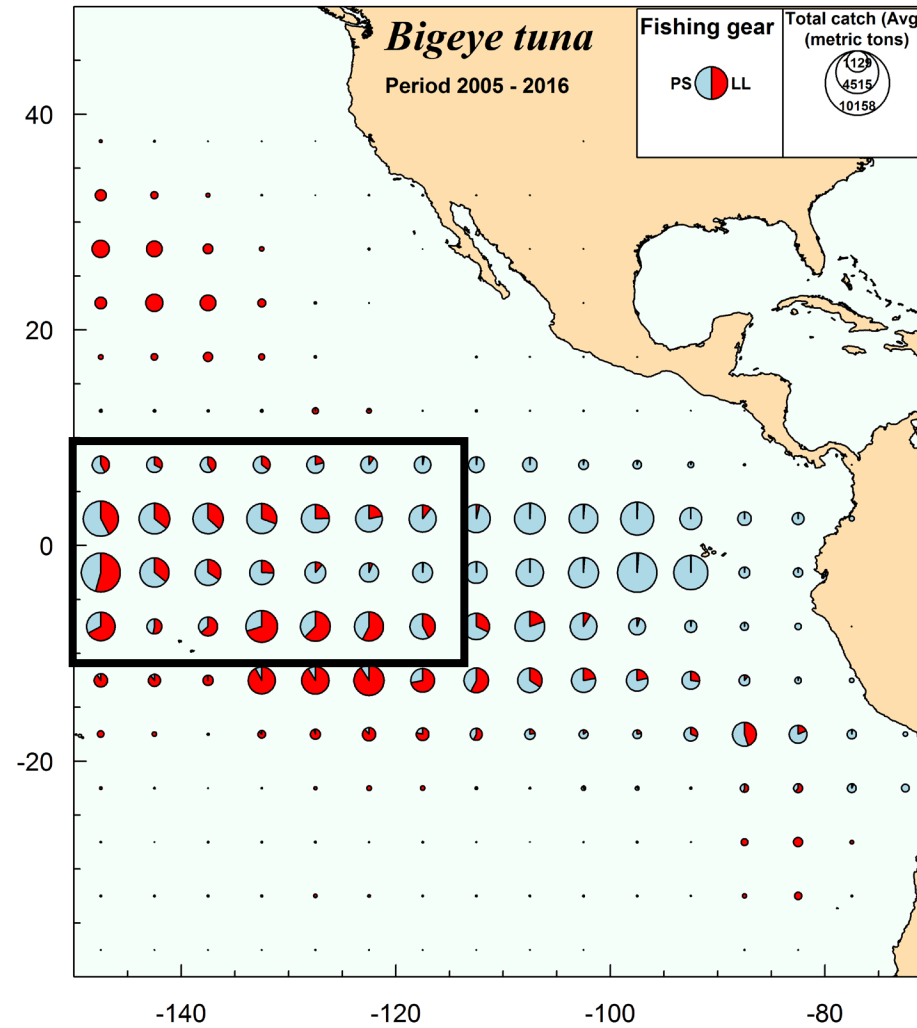 Bigeye tuna
Period 2005 - 2016
Fishing gear
PS LL
Total catch (Avg
(metric tons)
1129
4515
10158
40
20
0
-20
-140 -120 -100 -80